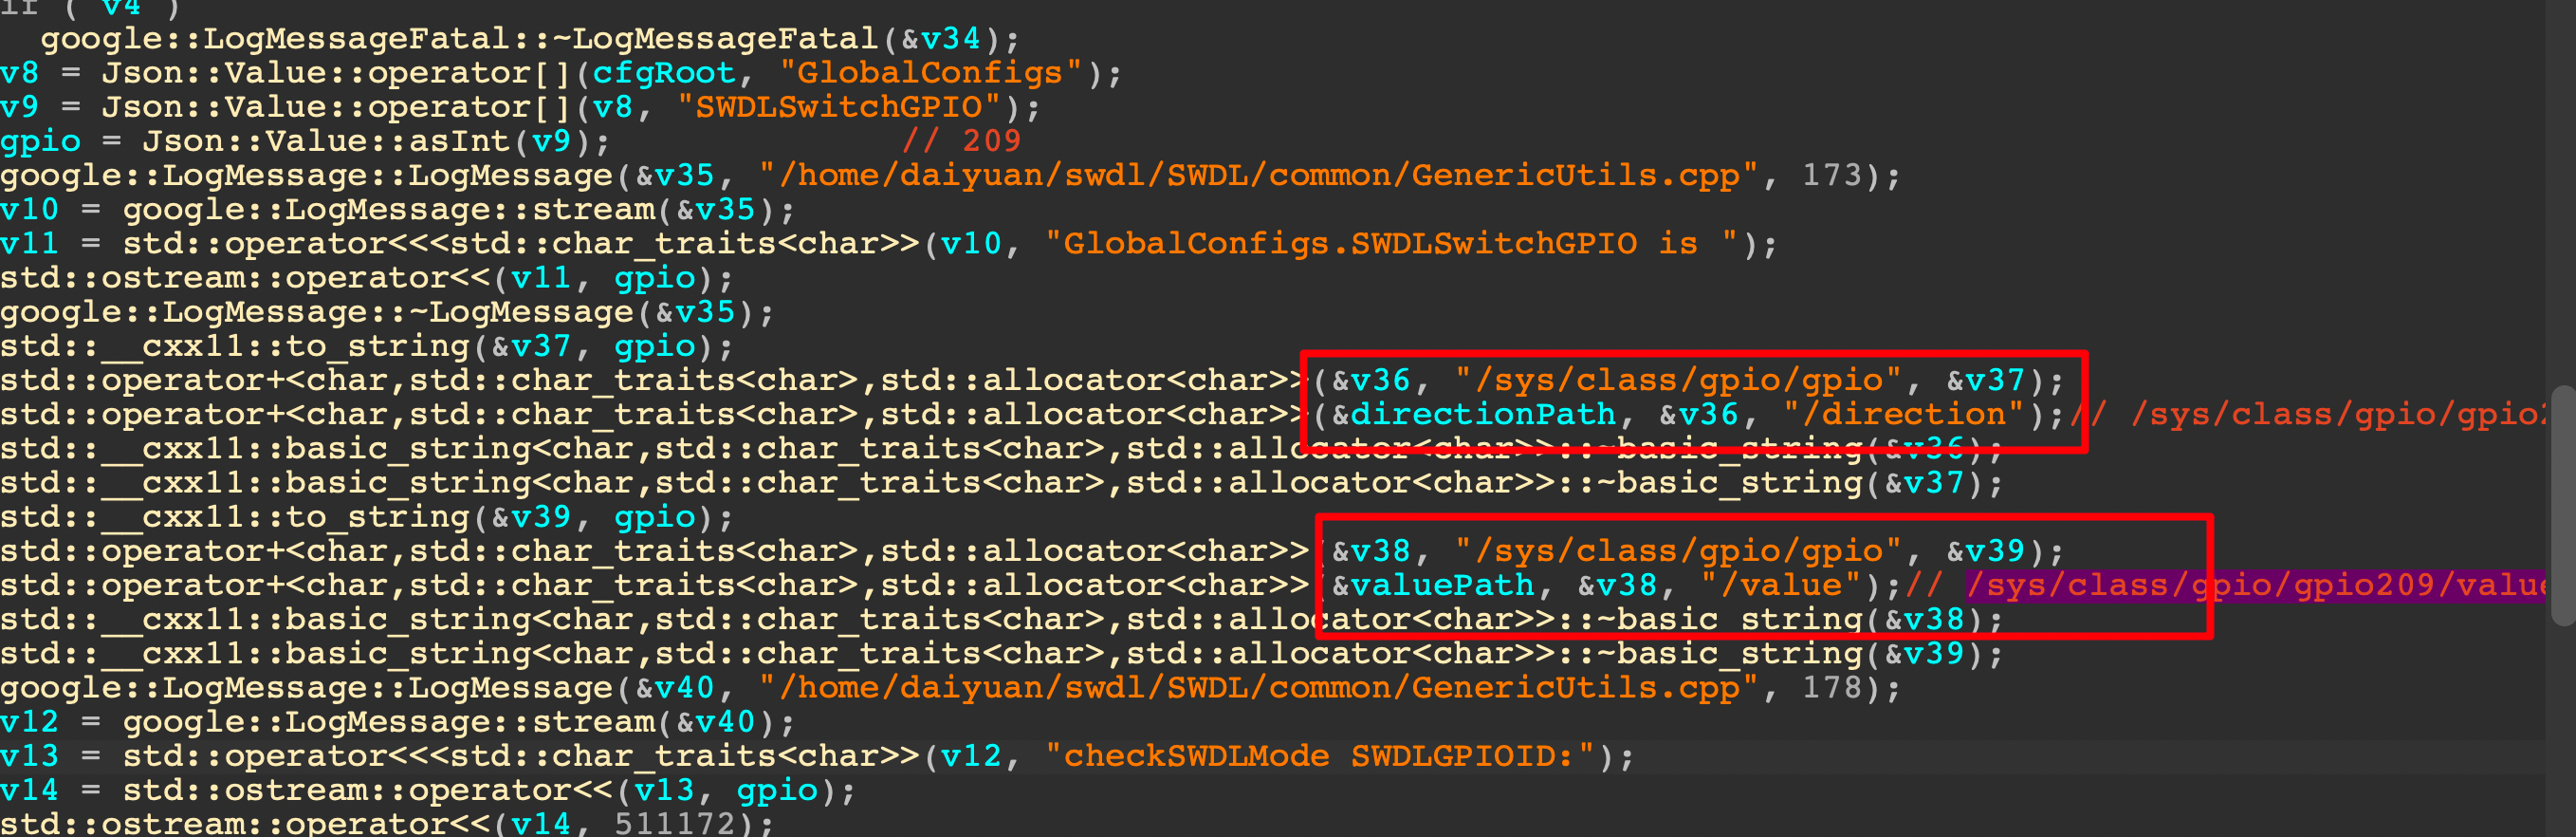 if ( v4 )
google::LogMessageFatal::~LogMessageFatal(&v34);
v8 = Json::Value::operator[](cfgRoot, "GlobalConfigs");
v9 = Json::Value::operator[](v8, "SWDLSwitchGPIO");
gpio = Json::Value::asInt(v9); // 209
google::LogMessage::LogMessage(&v35, "/home/daiyuan/swdl/SWDL/common/GenericUtils.cpp", 173);
v10 = google::LogMessage::stream(&v35);
v11 = std::operator<<<std::char_traits<char>>(v10, "GlobalConfigs.SWDLSwitchGPIO is ");
std::ostream::operator<<(v11, gpio);
google::LogMessage::~LogMessage(&v35);
std::__cxx11::to_string(&v37, gpio);
std::operator+<char,std::char_traits<char>,std::allocator<char>>(&v36, "/sys/class/gpio/gpio", &v37);
std::operator+<char,std::char_traits<char>,std::allocator<char>>(&directionPath, &v36, "/direction");// /sys/class/gpio/gpio2
std::__cxx11::basic_string<char,std::char_traits<char>,std::allocator<char>>::~basic_string(&v36);
std::__cxx11::basic_string<char,std::char_traits<char>,std::allocator<char>>::~basic_string(&v37);
std::__cxx11::to_string(&v39, gpio);
std::operator+<char,std::char_traits<char>,std::allocator<char>>(&v38, "/sys/class/gpio/gpio", &v39);
std::operator+<char,std::char_traits<char>,std::allocator<char>>(&valuePath, &v38, "/value");// /sys/class/gpio/gpio209/value
std::__cxx11::basic_string<char,std::char_traits<char>,std::allocator<char>>::~basic_string(&v38);
std::__cxx11::basic_string<char,std::char_traits<char>,std::allocator<char>>::~basic_string(&v39);
google::LogMessage::LogMessage(&v40, "/home/daiyuan/swdl/SWDL/common/GenericUtils.cpp", 178);
v12 = google::LogMessage::stream(&v40);
v13 = std::operator<<<std::char_traits<char>>(v12, "checkSWDLMode SWDLGPIOID:");
v14 = std::ostream::operator<<(v13, gpio);
std::ostream::operator<<(v14, 511172);